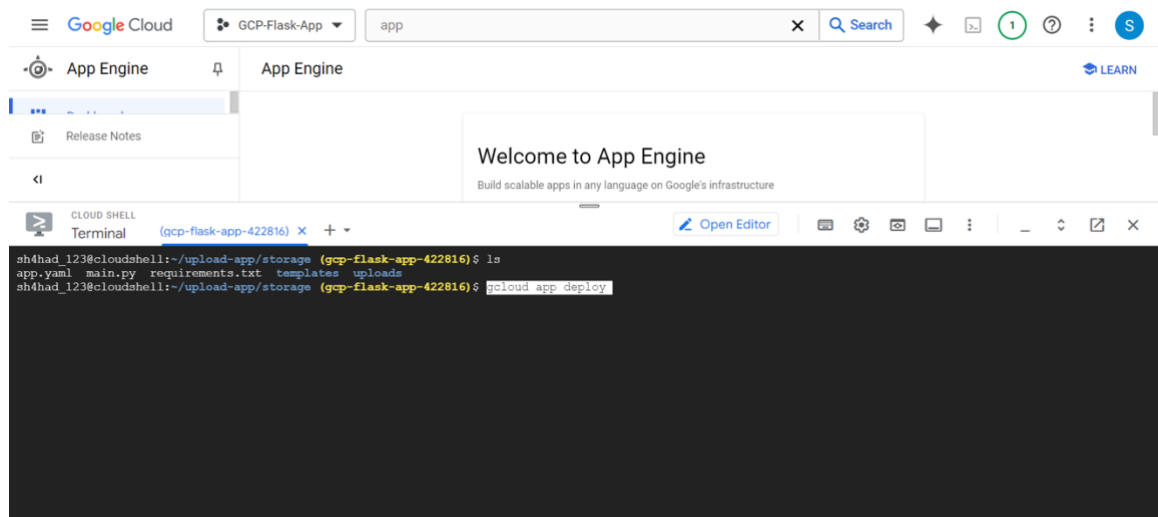 Google Cloud
GCP-Flask-App
app
Search
1
S
App Engine
App Engine
LEARN
Release Notes
Welcome to App Engine
Build scalable apps in any language on Google's infrastructure
CLOUD SHELL
Terminal
(gcp-flask-app-422816)
Open Editor
sh4had_123@cloudshell:~/upload-app/storage (gcp-flask-app-422816)$ ls
app.yaml main.py requirements.txt templates uploads
sh4had_123@cloudshell:~/upload-app/storage (gcp-flask-app-422816)$ gcloud app deploy